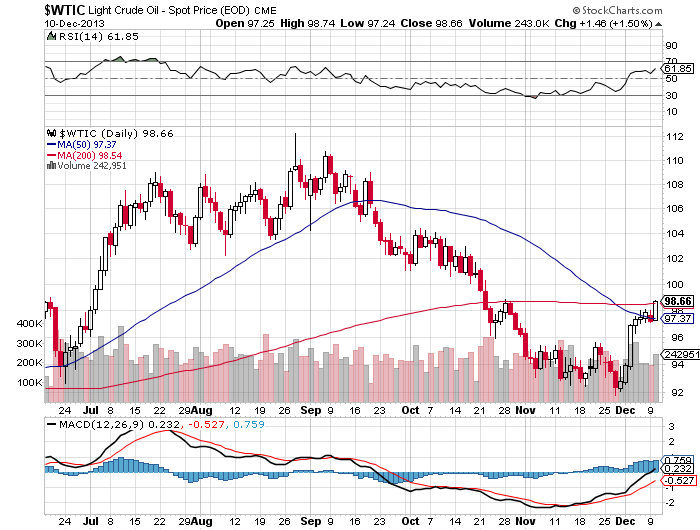 $WTIC Light Crude Oil - Spot Price (EOD) CME © StockCharts.com
10-Dec-2013 Open 97.25 High 98.74 Low 97.24 Close 98.66 Volume 243.0K Chg +1.46 (+1.50%)
RSI(14) 61.85
90
70
61.85
50
30
10
$WTIC (Daily) 98.66
MA(50) 97.37
MA(200) 98.54
Volume 242,951
112
110
108
106
104
102
100
98.66
98
97.37
96
94
92
400K
300K
200K
100K
242951
24 Jul 8 15 22 29 Aug 12 19 26 Sep 9 16 23 Oct 7 14 21 28 Nov 11 18 25 Dec 9
MACD(12,26,9) 0.232, -0.527, 0.759
3
2
1
0.759
0.232
-0.527
-1
-2
24 Jul 8 15 22 29 Aug 12 19 26 Sep 9 16 23 Oct 7 14 21 28 Nov 11 18 25 Dec 9